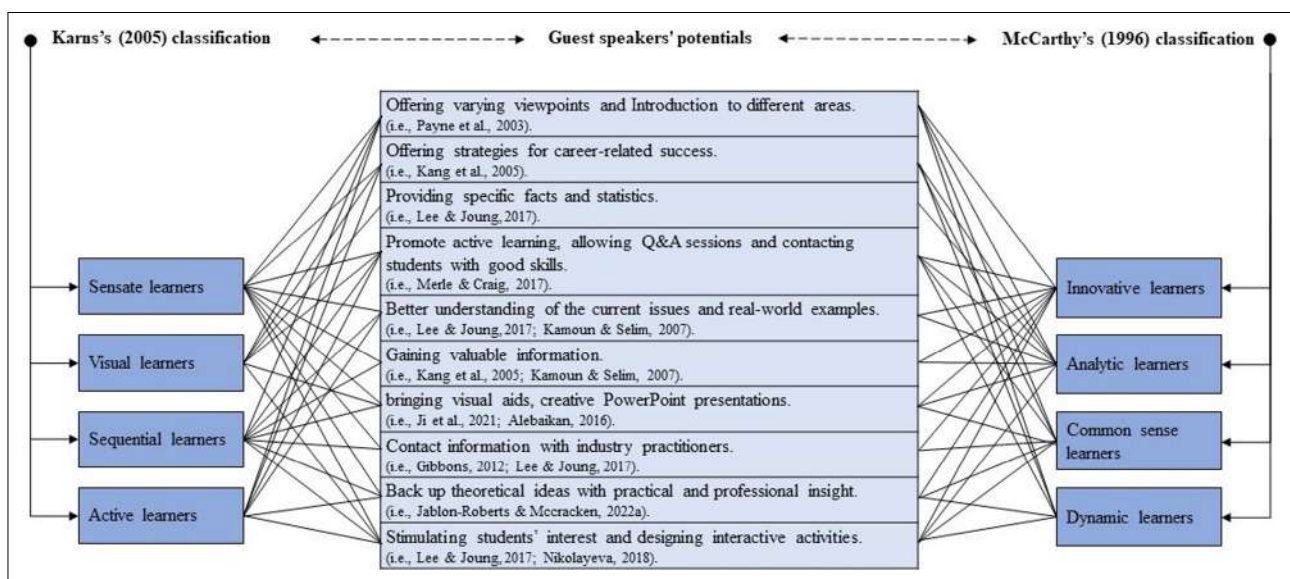 Karns's (2005) classification
Guest speakers' potentials
McCarthy's (1996) classification
Offering varying viewpoints and Introduction to different areas.
(i.e., Payne et al., 2003).
Offering strategies for career-related success.
(i.e., Kang et al., 2005).
Providing specific facts and statistics.
(i.e., Lee & Joung, 2017).
Promote active learning, allowing Q&A sessions and contacting
students with good skills.
(i.e., Merle & Craig, 2017).
Better understanding of the current issues and real-world examples.
(i.e., Lee & Joung, 2017; Kamoun & Selim, 2007).
Gaining valuable information.
(i.e., Kang et al., 2005; Kamoun & Selim, 2007).
bringing visual aids, creative PowerPoint presentations.
(i.e., Ji et al., 2021; Alebaikan, 2016).
Contact information with industry practitioners.
(i.e., Gibbons, 2012; Lee & Joung, 2017).
Back up theoretical ideas with practical and professional insight.
(i.e., Jablon-Roberts & Mccracken, 2022a).
Stimulating students' interest and designing interactive activities.
(i.e., Lee & Joung, 2017; Nikolayeva, 2018).
Sensate learners
Visual learners
Sequential learners
Active learners
Innovative learners
Analytic learners
Common sense
learners
Dynamic learners